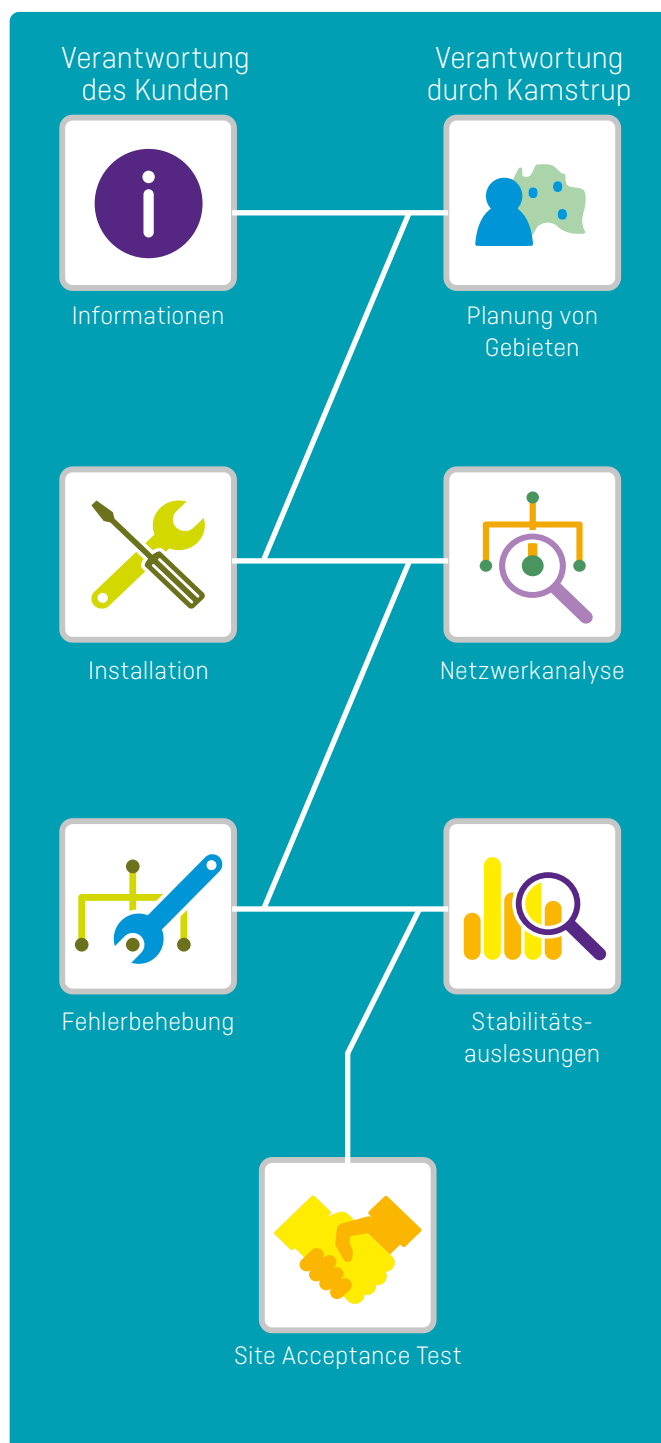 Verantwortung
des Kunden
Verantwortung
durch Kamstrup
Informationen
Planung von
Gebieten
Installation
Netzwerkanalyse
Fehlerbehebung
Stabilitäts-
auslesungen
Site Acceptance Test